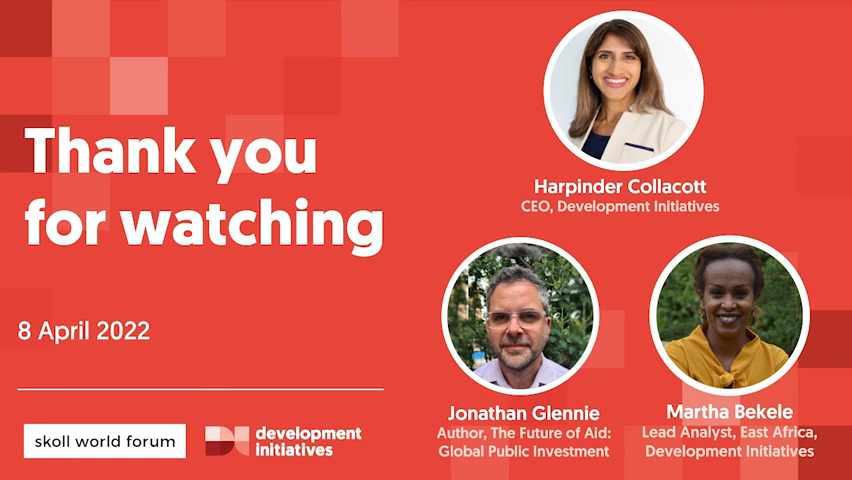 Thank you
for watching
8 April 2022
skoll world forum
development
initiatives
Harpinder Collacott
CEO, Development Initiatives
Jonathan Glennie
Author, The Future of Aid:
Global Public Investment
Martha Bekele
Lead Analyst, East Africa,
Development Initiatives